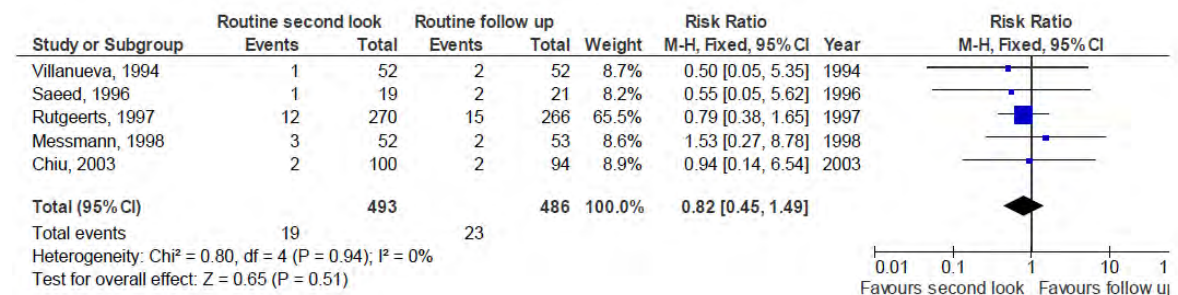 Routine second look Routine follow up Risk Ratio Risk Ratio
Study or Subgroup Events Total Events Total Weight M-H, Fixed, 95% CI Year M-H, Fixed, 95% CI
Villanueva, 1994 1 52 2 52 8.7% 0.50 [0.05, 5.35] 1994
Saeed, 1996 1 19 2 21 8.2% 0.55 [0.05, 5.62] 1996
Rutgeerts, 1997 12 270 15 266 65.5% 0.79 [0.38, 1.65] 1997
Messmann, 1998 3 52 2 53 8.6% 1.53 [0.27, 8.78] 1998
Chiu, 2003 2 100 2 94 8.9% 0.94 [0.14, 6.54] 2003
Total (95% CI) 493 486 100.0% 0.82 [0.45, 1.49]
Total events 19 23
Heterogeneity: Chi² = 0.80, df = 4 (P = 0.94); I² = 0%
Test for overall effect: Z = 0.65 (P = 0.51)
0.01 0.1 1 10 1
Favours second look Favours follow u